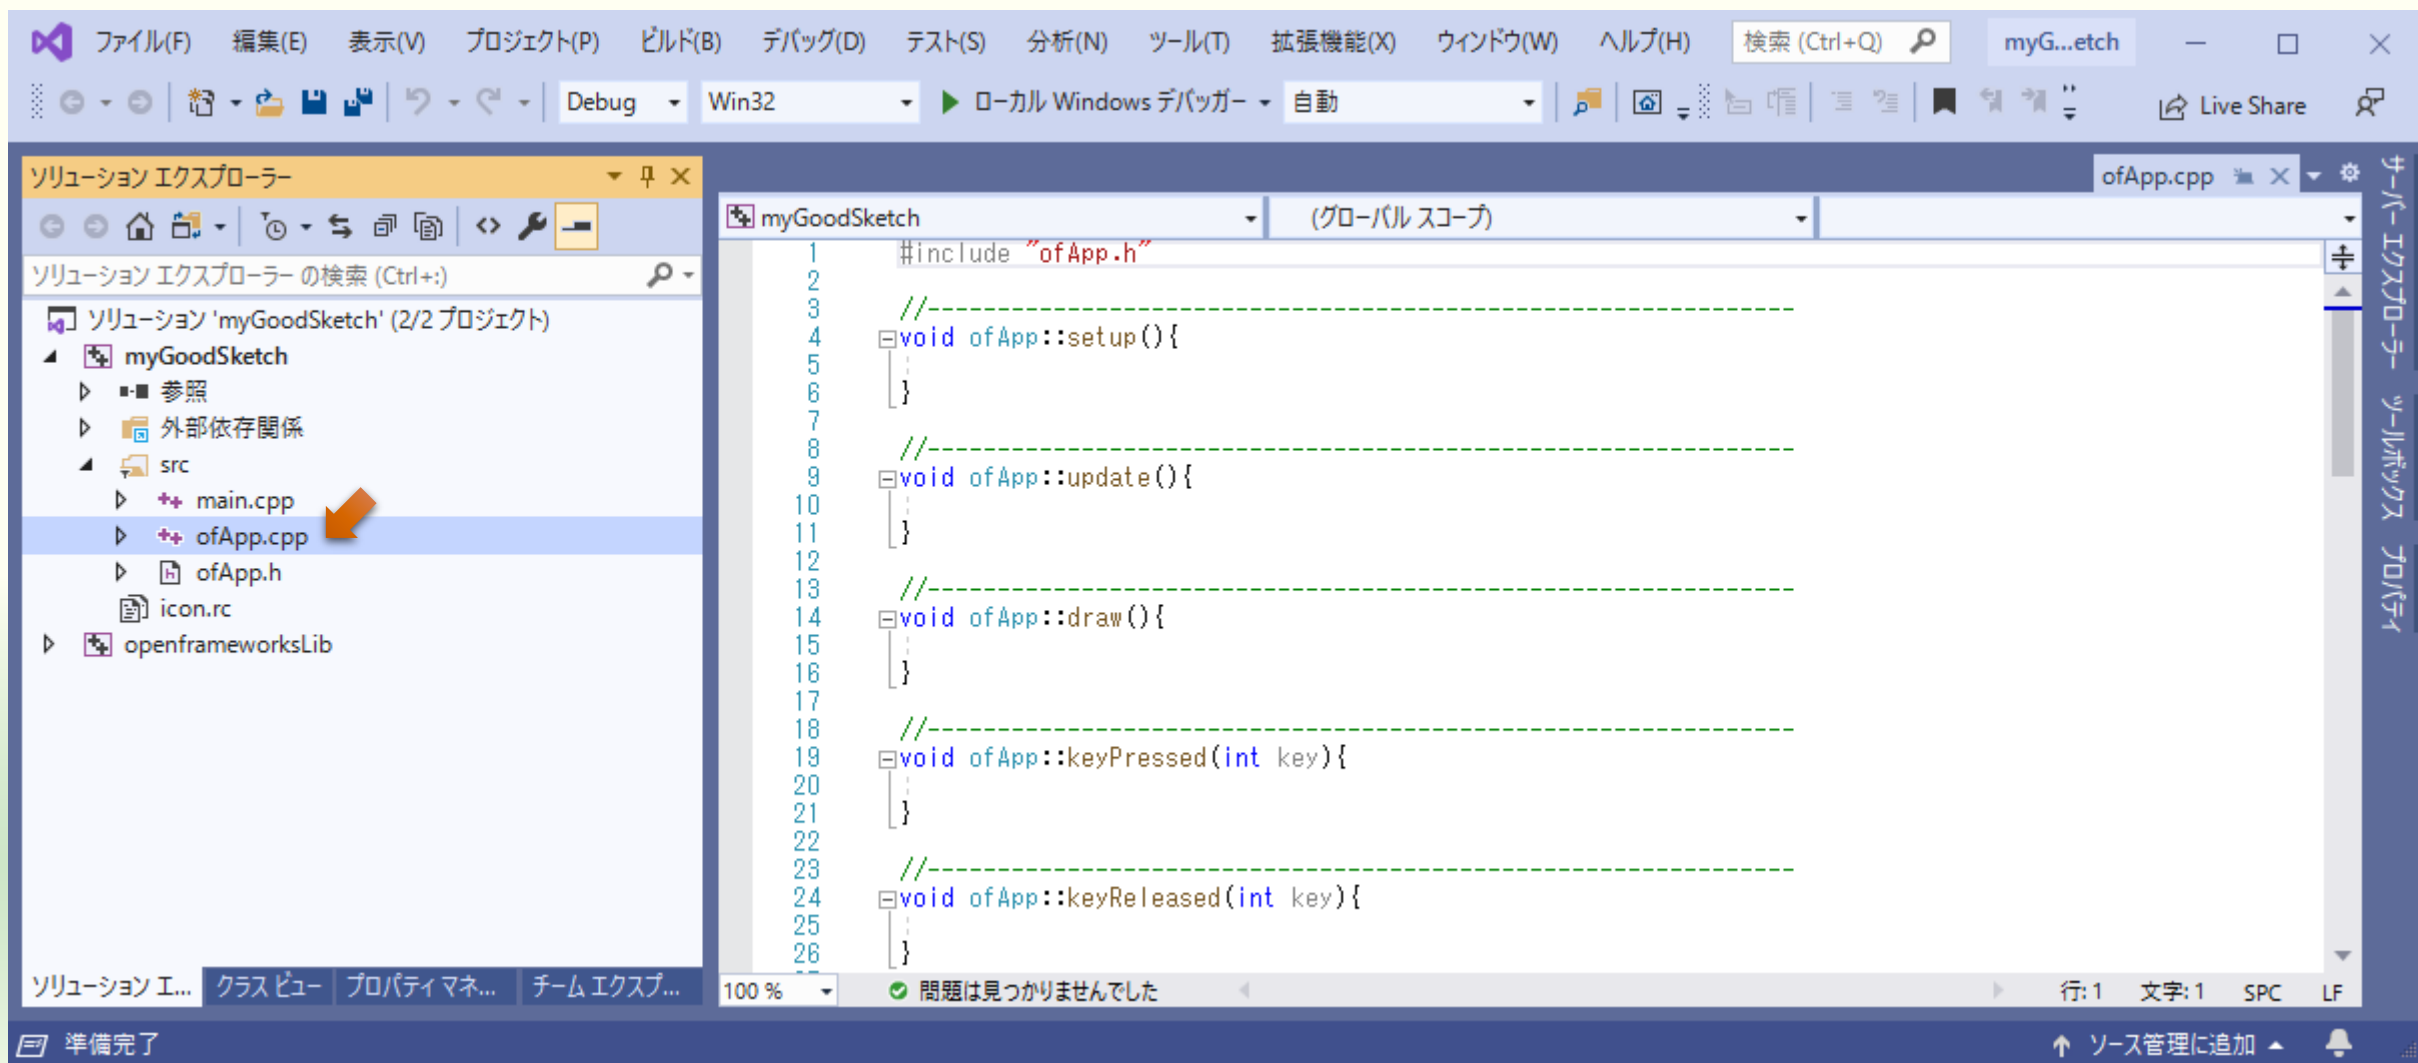 ファイル(F) 編集(E) 表示(V) プロジェクト(P) ビルド(B) デバッグ(D) テスト(S) 分析(N) ツール(T) 拡張機能(X) ウィンドウ(W) ヘルプ(H) 検索 (Ctrl+Q) myG...etch
Debug Win32 ローカル Windows デバッガー 自動 Live Share
ソリューション エクスプローラー
ソリューション エクスプローラー の検索 (Ctrl+:)
ソリューション 'myGoodSketch' (2/2 プロジェクト)
myGoodSketch
参照
外部依存関係
src
main.cpp
ofApp.cpp
ofApp.h
icon.rc
openframeworksLib
ソリューション エ... クラス ビュー プロパティ マネ... チーム エクスプ...
ofApp.cpp
myGoodSketch (グローバル スコープ)
1 #include "ofApp.h"
2
3 //--------------------------------------------------------------
4 void ofApp::setup(){
5
6 }
7
8 //--------------------------------------------------------------
9 void ofApp::update(){
10
11 }
12
13 //--------------------------------------------------------------
14 void ofApp::draw(){
15
16 }
17
18 //--------------------------------------------------------------
19 void ofApp::keyPressed(int key){
20
21 }
22
23 //--------------------------------------------------------------
24 void ofApp::keyReleased(int key){
25
26 }
100 % 問題は見つかりませんでした 行: 1 文字: 1 SPC LF
サーバー エクスプローラー
ツールボックス
プロパティ
準備完了 ソース管理に追加